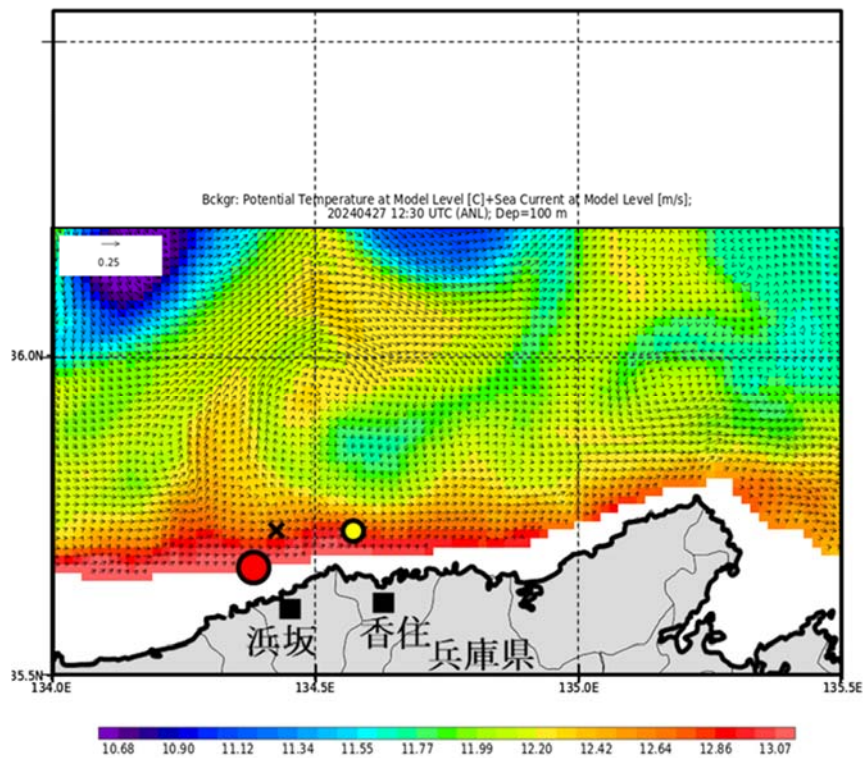 Bckgr: Potential Temperature at Model Level [C]+Sea Current at Model Level [m/s];
20240427 12:30 UTC (ANL); Dep=100 m
0.25
36.0N
浜坂
香住
兵庫県
35.5N
134.0E 134.5E 135.0E 135.5E
10.68 10.90 11.12 11.34 11.55 11.77 11.99 12.20 12.42 12.64 12.86 13.07